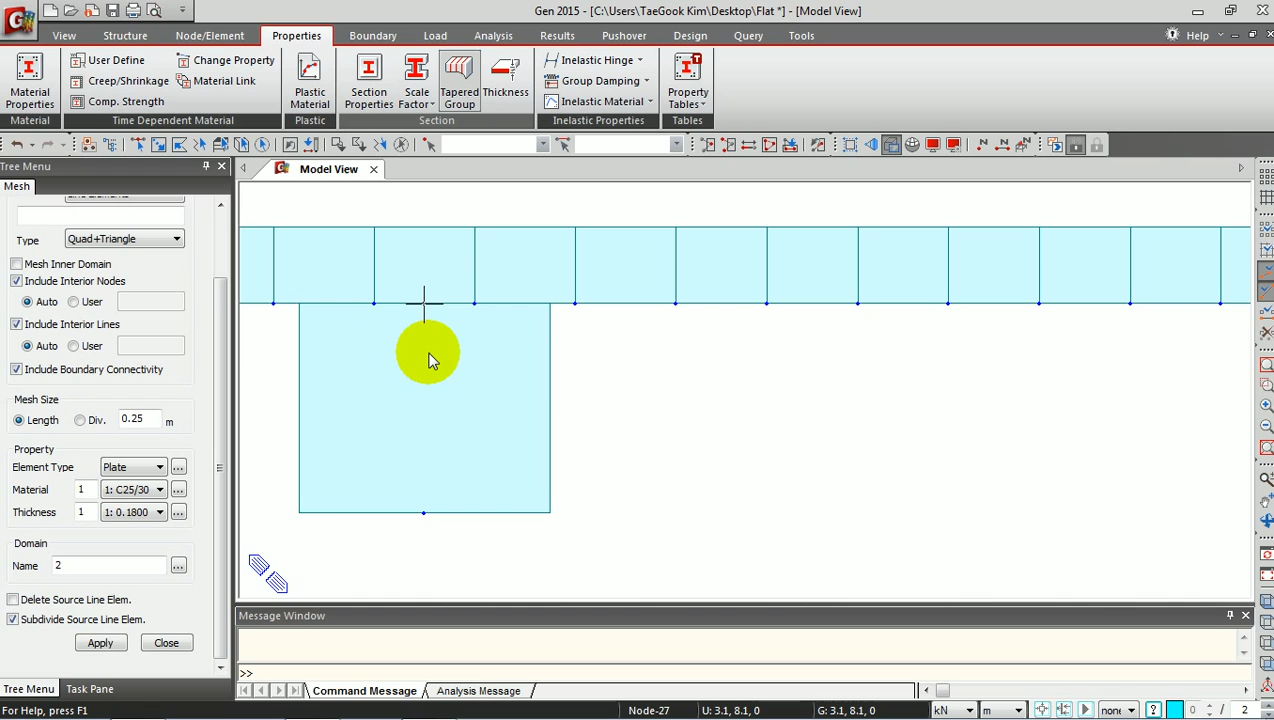 Gen 2015 - [C:\Users\TaeGook Kim\Desktop\Flat *] - [Model View]
View Structure Node/Element Properties Boundary Load Analysis Results Pushover Design Query Tools Help
Material Properties
Material
User Define
Creep/Shrinkage
Comp. Strength
Change Property
Material Link
Time Dependent Material
Plastic Material
Plastic
Section Properties
Scale Factor
Tapered Group
Thickness
Section
Inelastic Hinge
Group Damping
Inelastic Material
Inelastic Properties
Property Tables
Tables
Tree Menu
Mesh
Model View
Type Quad+Triangle
Mesh Inner Domain
Include Interior Nodes
Auto User
Include Interior Lines
Auto User
Include Boundary Connectivity
Mesh Size
Length Div. 0.25 m
Property
Element Type Plate ...
Material 1 1: C25/30 ...
Thickness 1 1: 0.1800 ...
Domain
Name 2 ...
Delete Source Line Elem.
Subdivide Source Line Elem.
Apply Close
Message Window
>>
Tree Menu Task Pane
Command Message Analysis Message
For Help, press F1 Node-27 U: 3.1, 8.1, 0 G: 3.1, 8.1, 0 kN m none 0 / 2